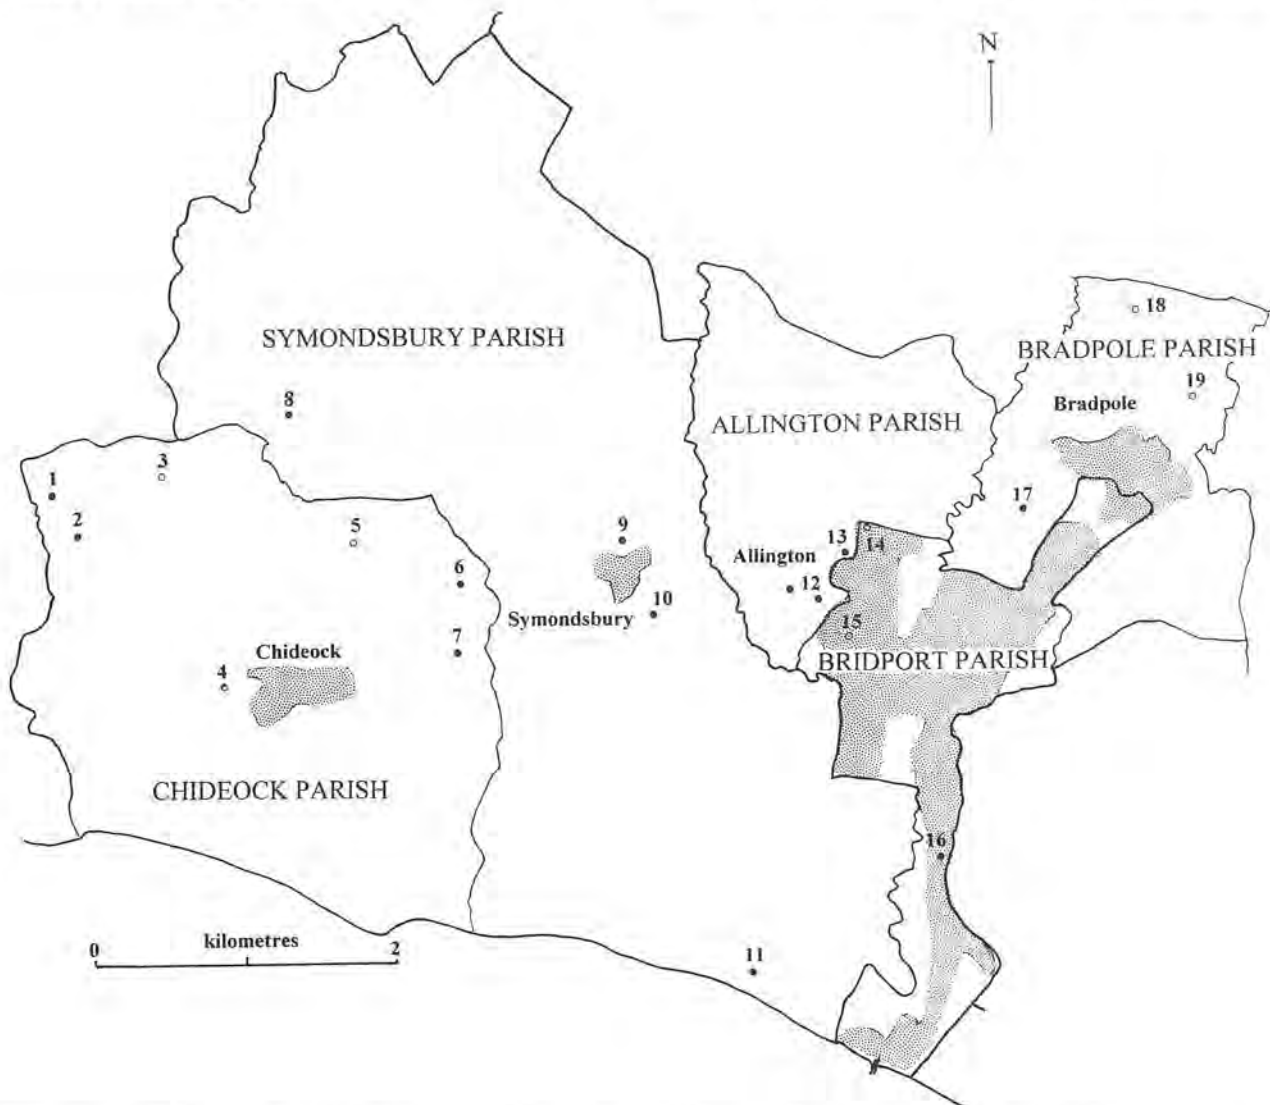 N
18
SYMONDSBURY PARISH
BRADPOLE PARISH
19
8
Bradpole
ALLINGTON PARISH
3
1
17
2
5
9
13
14
Allington
6
12
10
Symondsbury
15
7
Chideock
BRIDPORT PARISH
4
CHIDEOCK PARISH
16
0 kilometres 2
11